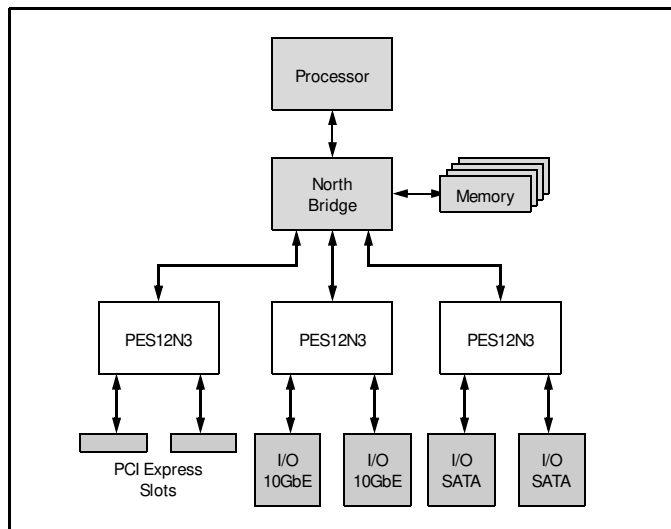 Processor
North
Bridge
Memory
PES12N3
PES12N3
PES12N3
PCI Express
Slots
I/O
10GbE
I/O
10GbE
I/O
SATA
I/O
SATA